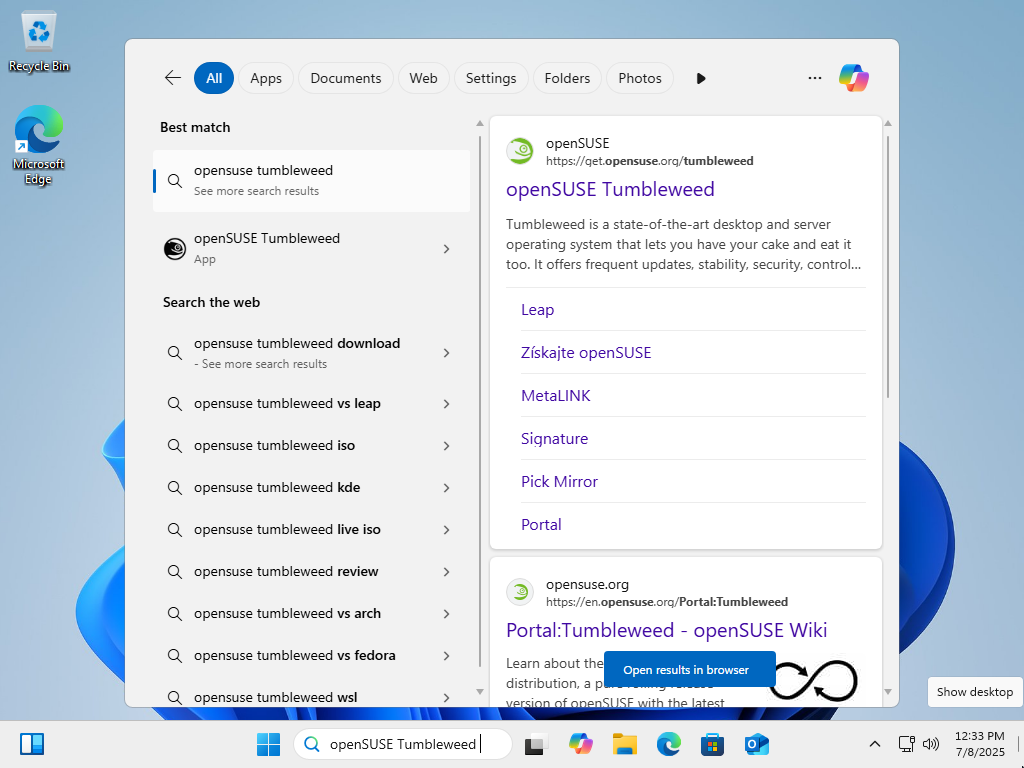 Recycle Bin
Microsoft
Edge
All
Apps
Documents
Web
Settings
Folders
Photos
Best match
opensuse tumbleweed
See more search results
openSUSE Tumbleweed
App
Search the web
opensuse tumbleweed download
- See more search results
opensuse tumbleweed vs leap
opensuse tumbleweed iso
opensuse tumbleweed kde
opensuse tumbleweed live iso
opensuse tumbleweed review
opensuse tumbleweed vs arch
opensuse tumbleweed vs fedora
opensuse tumbleweed wsl
openSUSE
https://get.opensuse.org/tumbleweed
openSUSE Tumbleweed
Tumbleweed is a state-of-the-art desktop and server
operating system that lets you have your cake and eat it
too. It offers frequent updates, stability, security, control...
Leap
Získajte openSUSE
MetaLINK
Signature
Pick Mirror
Portal
opensuse.org
https://en.opensuse.org/Portal:Tumbleweed
Portal:Tumbleweed - openSUSE Wiki
Learn about the
distribution, a pure rolling release
version of openSUSE with the latest
Open results in browser
Show desktop
openSUSE Tumbleweed
12:33 PM
7/8/2025